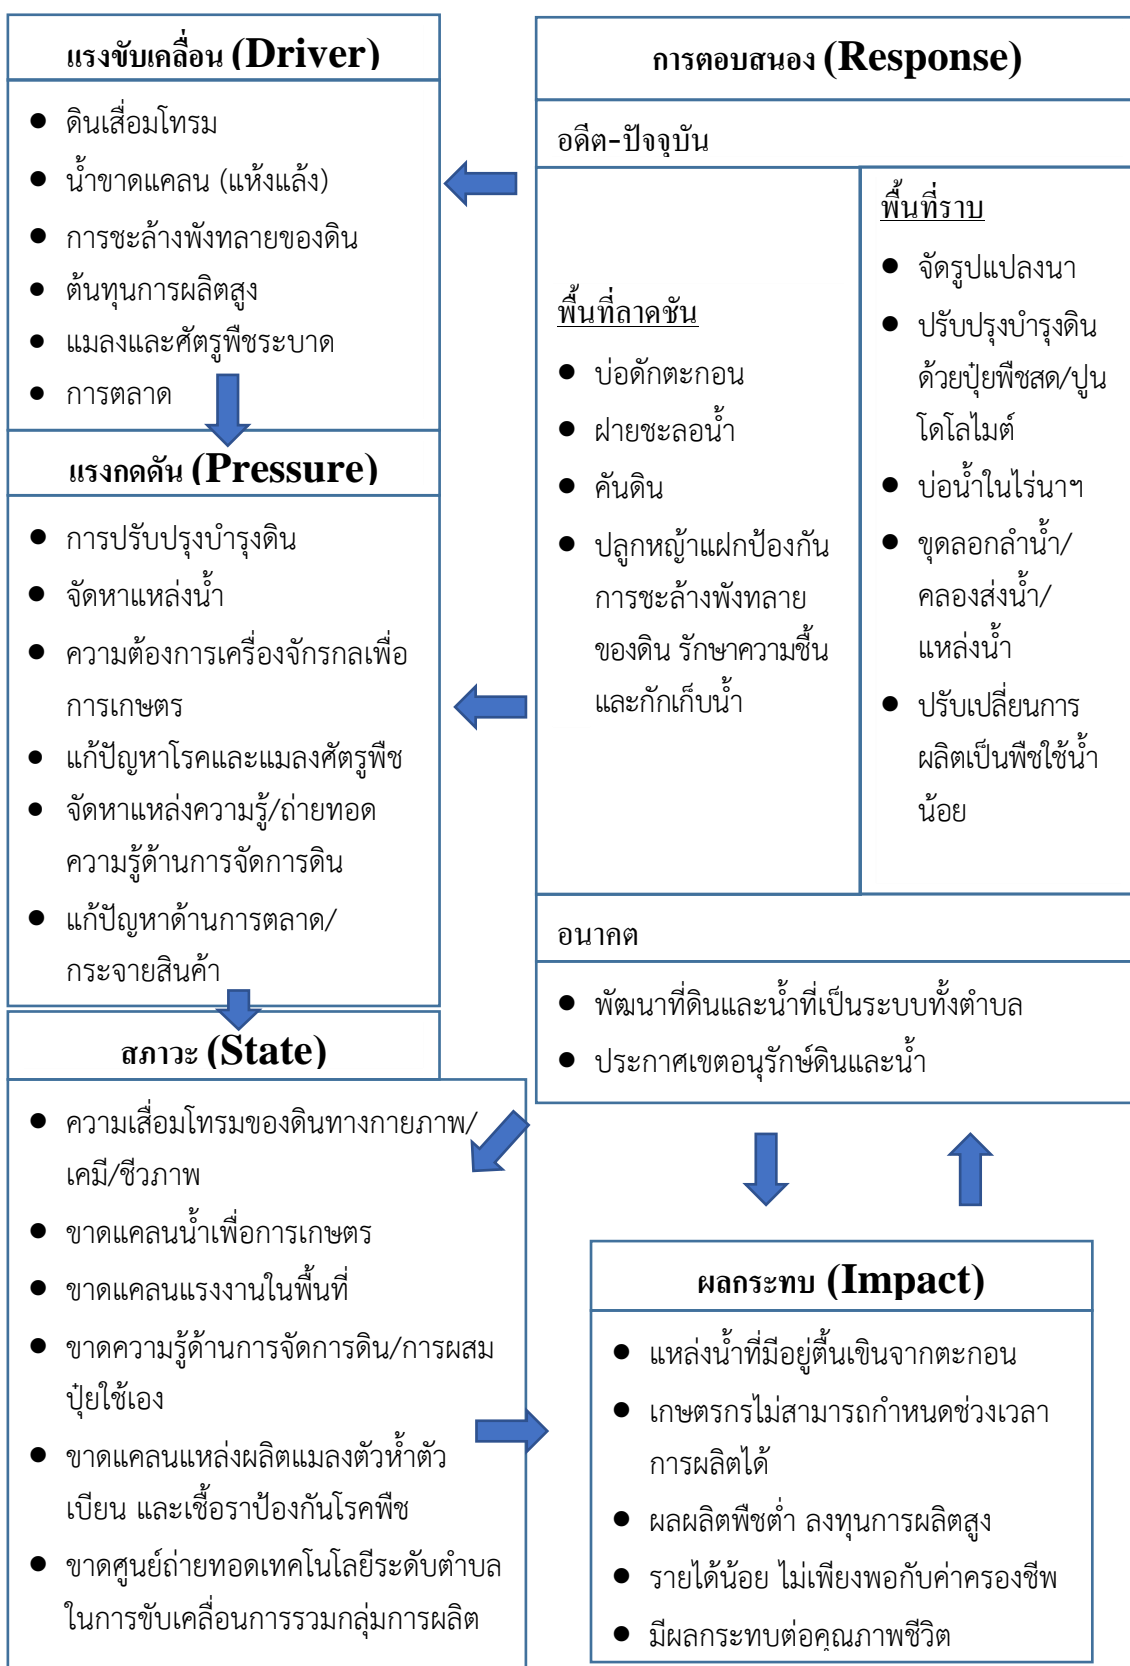 แรงขับเคลื่อน (Driver)
● ดินเสื่อมโทรม
● น้ำขาดแคลน (แห้งแล้ง)
● การชะล้างพังทลายของดิน
● ต้นทุนการผลิตสูง
● แมลงและศัตรูพืชระบาด
● การตลาด
แรงกดดัน (Pressure)
● การปรับปรุงบำรุงดิน
● จัดหาแหล่งน้ำ
● ความต้องการเครื่องจักรกลเพื่อ
การเกษตร
● แก้ปัญหาโรคและแมลงศัตรูพืช
● จัดหาแหล่งความรู้/ถ่ายทอด
ความรู้ด้านการจัดการดิน
● แก้ปัญหาด้านการตลาด/
กระจายสินค้า
สภาวะ (State)
● ความเสื่อมโทรมของดินทางกายภาพ/
เคมี/ชีวภาพ
● ขาดแคลนน้ำเพื่อการเกษตร
● ขาดแคลนแรงงานในพื้นที่
● ขาดความรู้ด้านการจัดการดิน/การผสม
ปุ๋ยใช้เอง
● ขาดแคลนแหล่งผลิตแมลงตัวห้ำตัว
เบียน และเชื้อราป้องกันโรคพืช
● ขาดศูนย์ถ่ายทอดเทคโนโลยีระดับตำบล
ในการขับเคลื่อนการรวมกลุ่มการผลิต
การตอบสนอง (Response)
อดีต-ปัจจุบัน
พื้นที่ลาดชัน
● บ่อดักตะกอน
● ฝายชะลอน้ำ
● คันดิน
● ปลูกหญ้าแฝกป้องกัน
การชะล้างพังทลาย
ของดิน รักษาความชื้น
และกักเก็บน้ำ
พื้นที่ราบ
● จัดรูปแปลงนา
● ปรับปรุงบำรุงดิน
ด้วยปุ๋ยพืชสด/ปูน
โดโลไมต์
● บ่อน้ำในไร่นาฯ
● ขุดลอกลำน้ำ/
คลองส่งน้ำ/
แหล่งน้ำ
● ปรับเปลี่ยนการ
ผลิตเป็นพืชใช้น้ำ
น้อย
อนาคต
● พัฒนาที่ดินและน้ำที่เป็นระบบทั้งตำบล
● ประกาศเขตอนุรักษ์ดินและน้ำ
ผลกระทบ (Impact)
● แหล่งน้ำที่มีอยู่ตื้นเขินจากตะกอน
● เกษตรกรไม่สามารถกำหนดช่วงเวลา
การผลิตได้
● ผลผลิตพืชต่ำ ลงทุนการผลิตสูง
● รายได้น้อย ไม่เพียงพอกับค่าครองชีพ
● มีผลกระทบต่อคุณภาพชีวิต